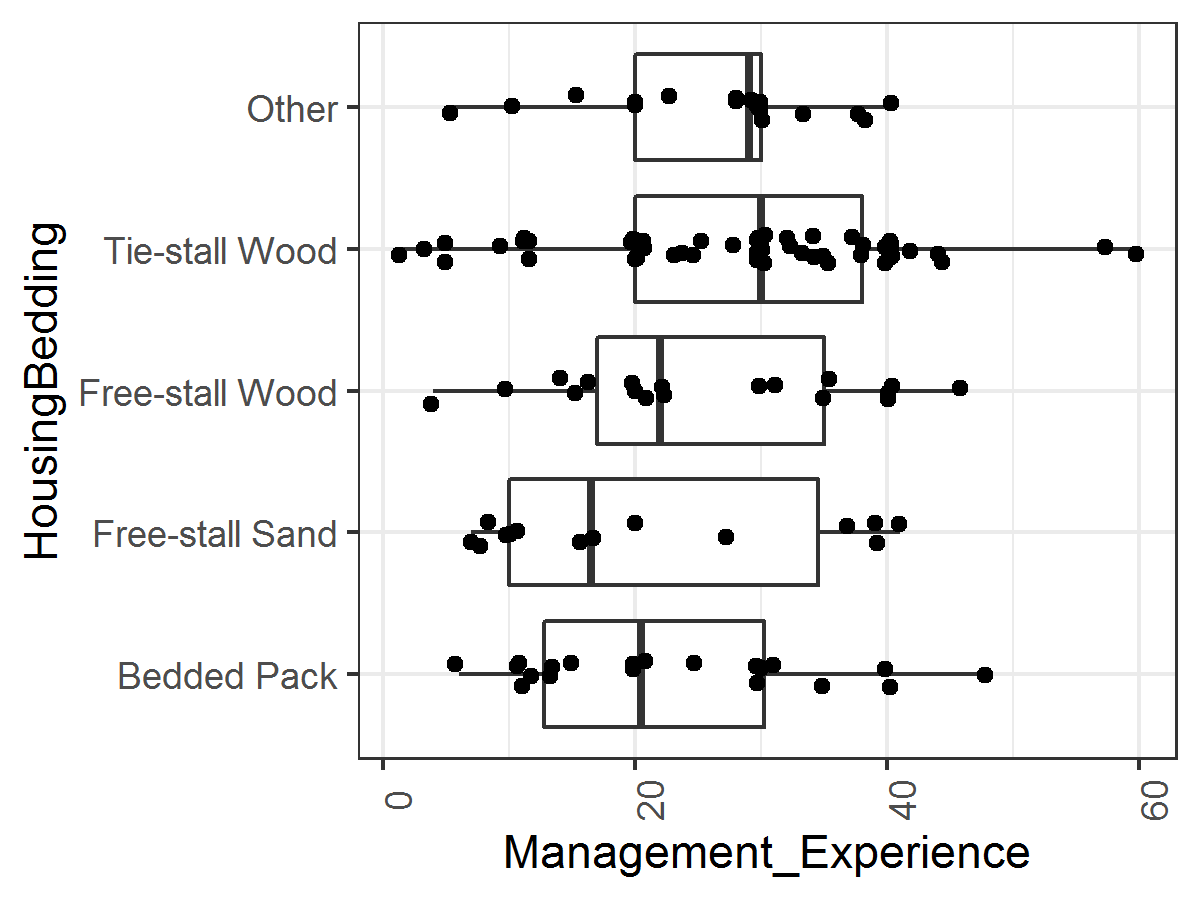 HousingBedding
Other
Tie-stall Wood
Free-stall Wood
Free-stall Sand
Bedded Pack
0
20
40
60
Management_Experience